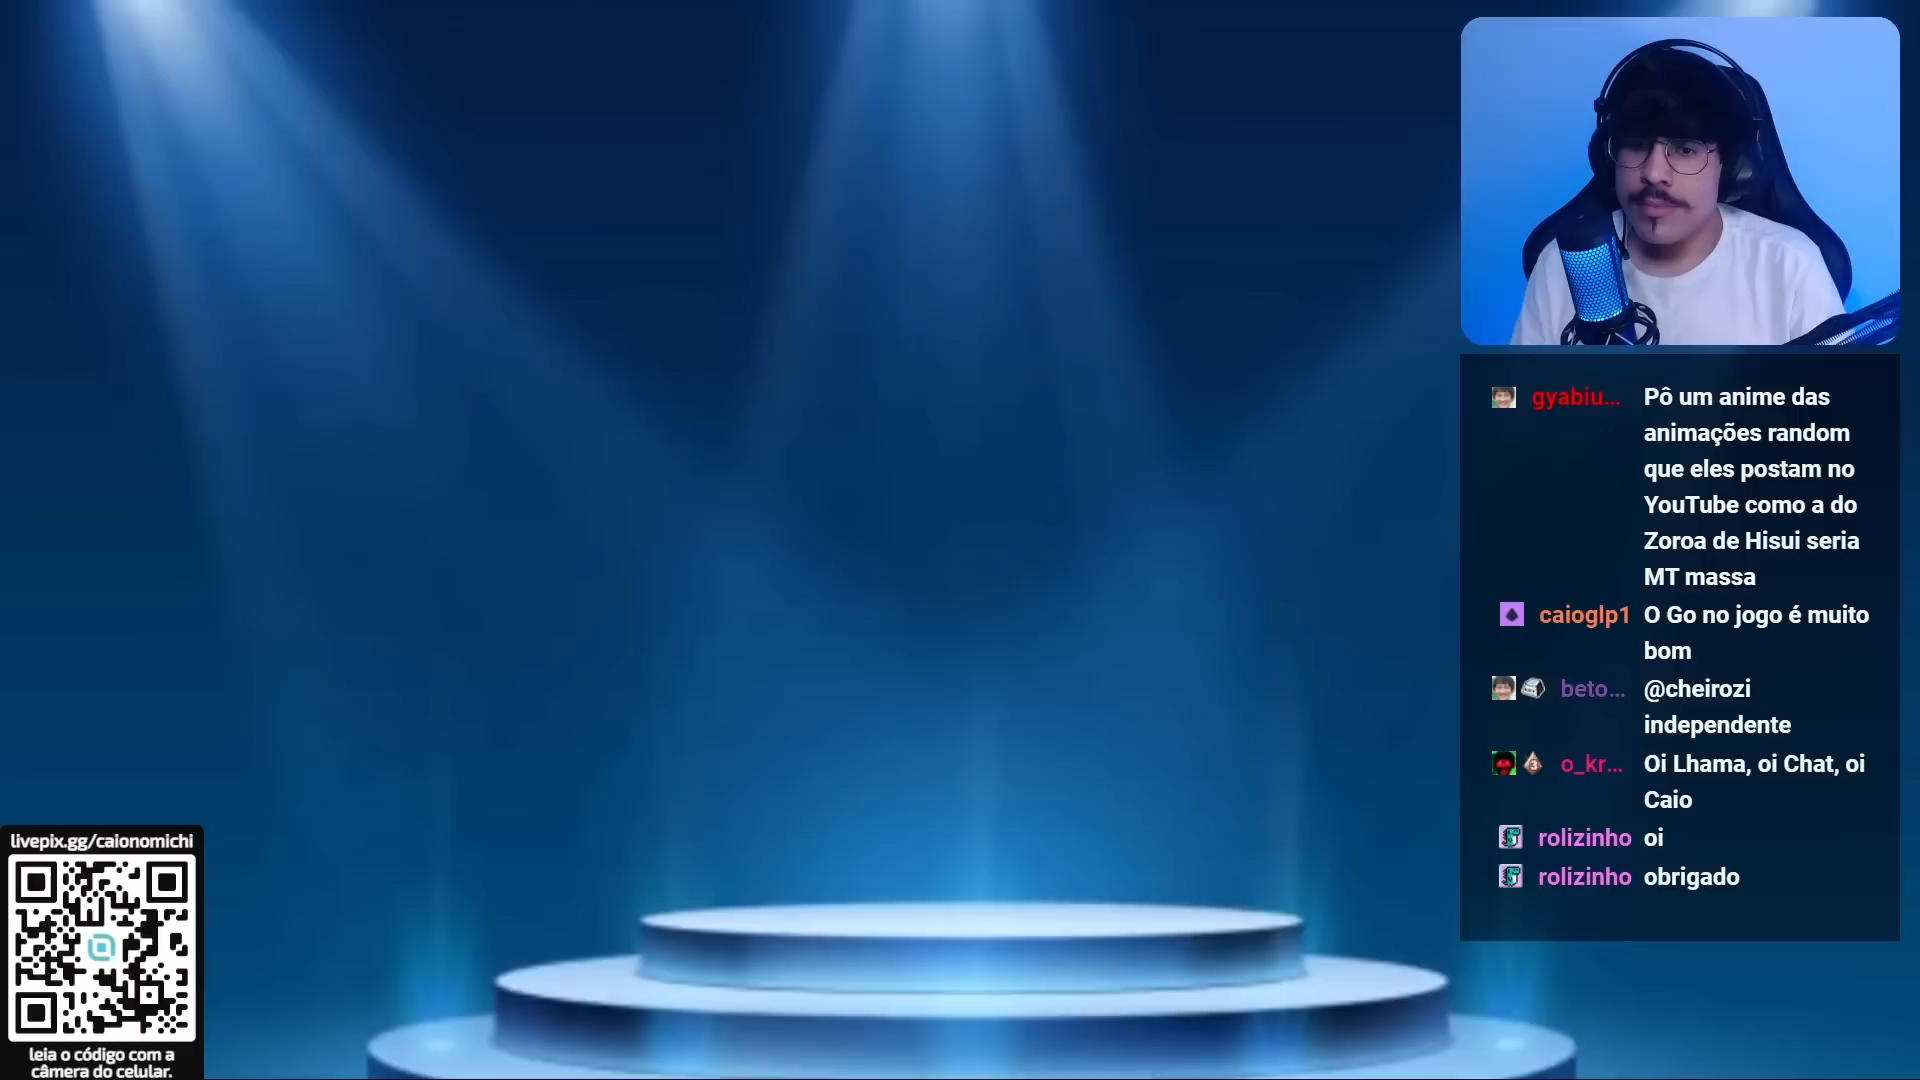 gyabiu... Pô um anime das
animações random
que eles postam no
YouTube como a do
Zoroa de Hisui seria
MT massa
caioglp1 O Go no jogo é muito
bom
beto... @cheirozi
independente
o_kr... Oi Lhama, oi Chat, oi
Caio
rolizinho oi
rolizinho obrigado
livepix.gg/caionomichi
leia o código com a
câmera do celular.